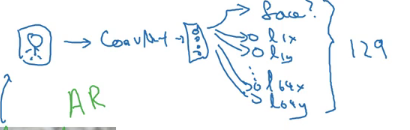 face?
→ ConvNet →
l1x
l1y
⋮
l64x
l64y
129
AR